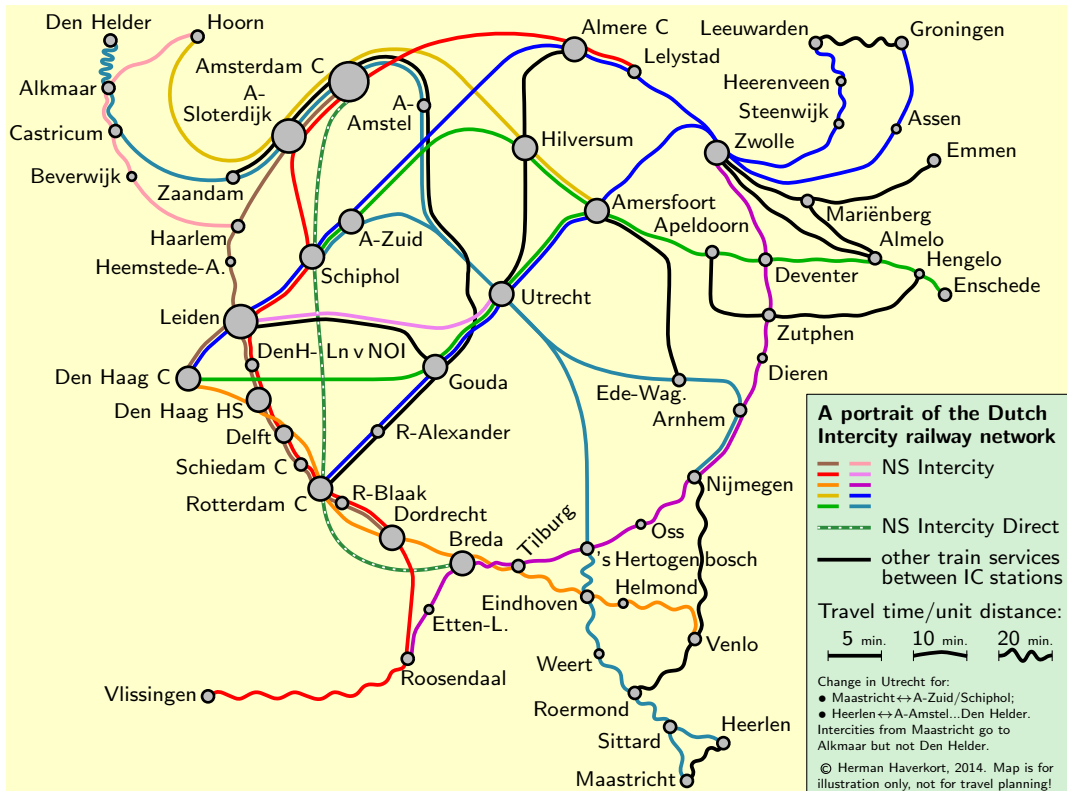 Den Helder
Hoorn
Almere C
Leeuwarden
Groningen
Amsterdam C
Lelystad
Alkmaar
A-
Sloterdijk
A-
Amstel
Heerenveen
Steenwijk
Assen
Castricum
Hilversum
Zwolle
Emmen
Beverwijk
Zaandam
Amersfoort
Mariënberg
Apeldoorn
Haarlem
A-Zuid
Almelo
Heemstede-A.
Schiphol
Deventer
Hengelo
Enschede
Utrecht
Leiden
Zutphen
DenH- Ln v NOI
Den Haag C
Gouda
Dieren
Ede-Wag.
Den Haag HS
Arnhem
Delft
R-Alexander
Schiedam C
Nijmegen
Rotterdam C
R-Blaak
Dordrecht
Oss
Breda
Tilburg
's Hertogenbosch
Helmond
Eindhoven
Etten-L.
Venlo
Weert
Roosendaal
Vlissingen
Roermond
Heerlen
Sittard
Maastricht
A portrait of the Dutch
Intercity railway network
NS Intercity
NS Intercity Direct
other train services
between IC stations
Travel time/unit distance:
5 min. 10 min. 20 min.
Change in Utrecht for:
• Maastricht↔A-Zuid/Schiphol;
• Heerlen↔A-Amstel...Den Helder.
Intercities from Maastricht go to
Alkmaar but not Den Helder.
© Herman Haverkort, 2014. Map is for
illustration only, not for travel planning!